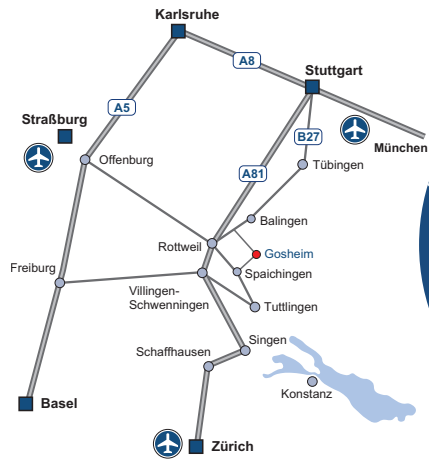 Karlsruhe
A8
Stuttgart
A5
Straßburg
B27
München
Offenburg
A81
Tübingen
Balingen
Rottweil
Gosheim
Freiburg
Spaichingen
Villingen-
Schwenningen
Tuttlingen
Singen
Schaffhausen
Konstanz
Basel
Zürich